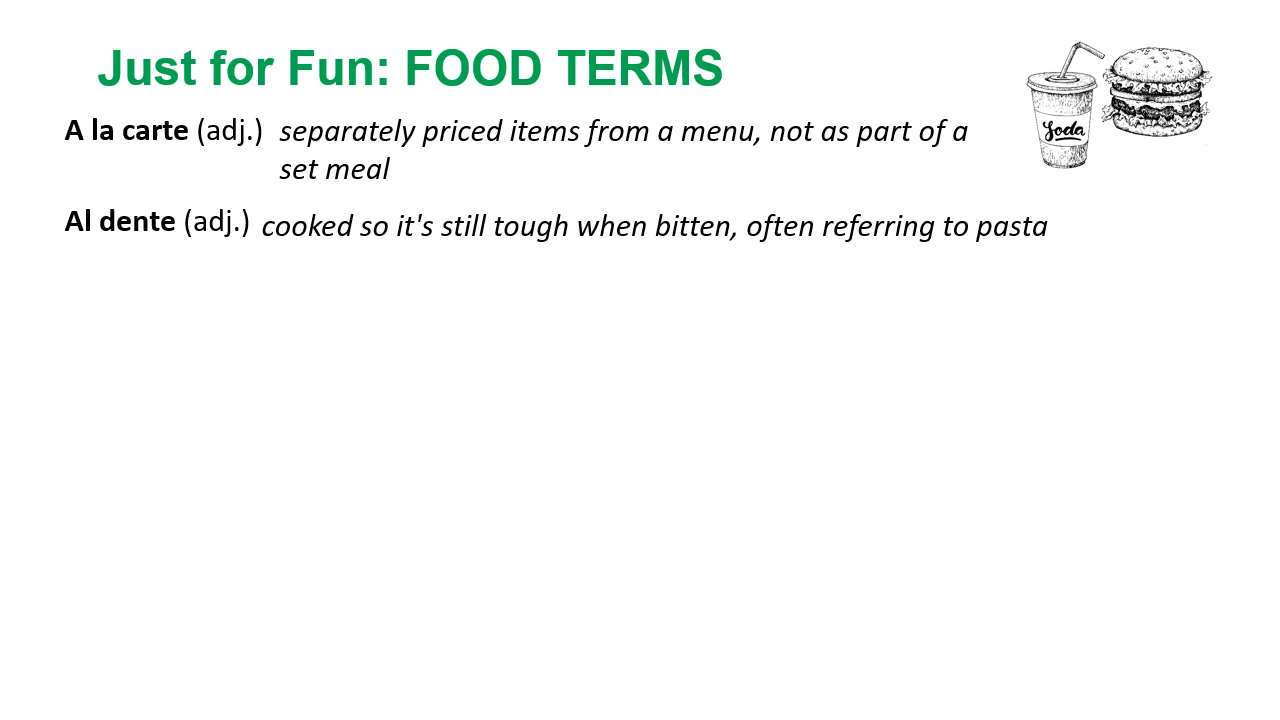 Just for Fun: FOOD TERMS
Soda
A la carte (adj.) separately priced items from a menu, not as part of a
set meal
Al dente (adj.) cooked so it's still tough when bitten, often referring to pasta